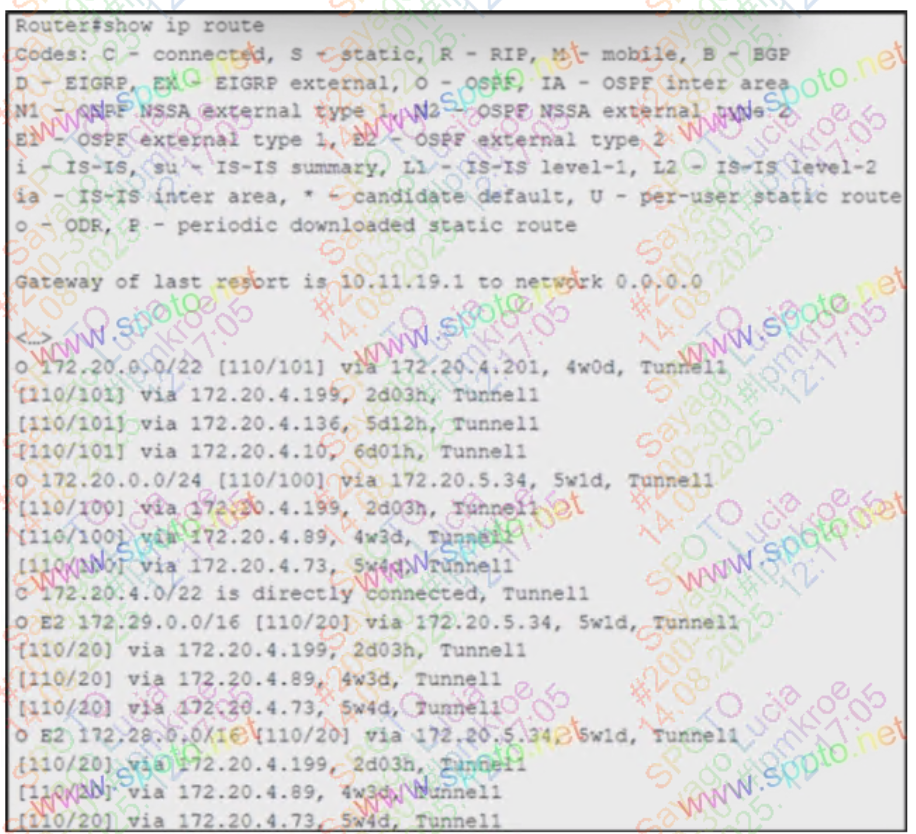 Router#show ip route
Codes: C - connected, S - static, R - RIP, M - mobile, B - BGP
D - EIGRP, EX - EIGRP external, O - OSPF, IA - OSPF inter area
N1 - OSPF NSSA external type 1, N2 - OSPF NSSA external type 2
E1 - OSPF external type 1, E2 - OSPF external type 2
i - IS-IS, su - IS-IS summary, L1 - IS-IS level-1, L2 - IS-IS level-2
ia - IS-IS inter area, * - candidate default, U - per-user static route
o - ODR, P - periodic downloaded static route
Gateway of last resort is 10.11.19.1 to network 0.0.0.0
<...>
O 172.20.0.0/22 [110/101] via 172.20.4.201, 4w0d, Tunnel1
[110/101] via 172.20.4.199, 2d03h, Tunnel1
[110/101] via 172.20.4.136, 5d12h, Tunnel1
[110/101] via 172.20.4.10, 6d01h, Tunnel1
O 172.20.0.0/24 [110/100] via 172.20.5.34, 5w1d, Tunnel1
[110/100] via 172.20.4.199, 2d03h, Tunnel1
[110/100] via 172.20.4.89, 4w3d, Tunnel1
[110/100] via 172.20.4.73, 5w4d, Tunnel1
C 172.20.4.0/22 is directly connected, Tunnel1
O E2 172.29.0.0/16 [110/20] via 172.20.5.34, 5w1d, Tunnel1
[110/20] via 172.20.4.199, 2d03h, Tunnel1
[110/20] via 172.20.4.89, 4w3d, Tunnel1
[110/20] via 172.20.4.73, 5w4d, Tunnel1
O E2 172.28.0.0/16 [110/20] via 172.20.5.34, 5w1d, Tunnel1
[110/20] via 172.20.4.199, 2d03h, Tunnel1
[110/20] via 172.20.4.89, 4w3d, Tunnel1
[110/20] via 172.20.4.73, 5w4d, Tunnel1
www.spoto.net